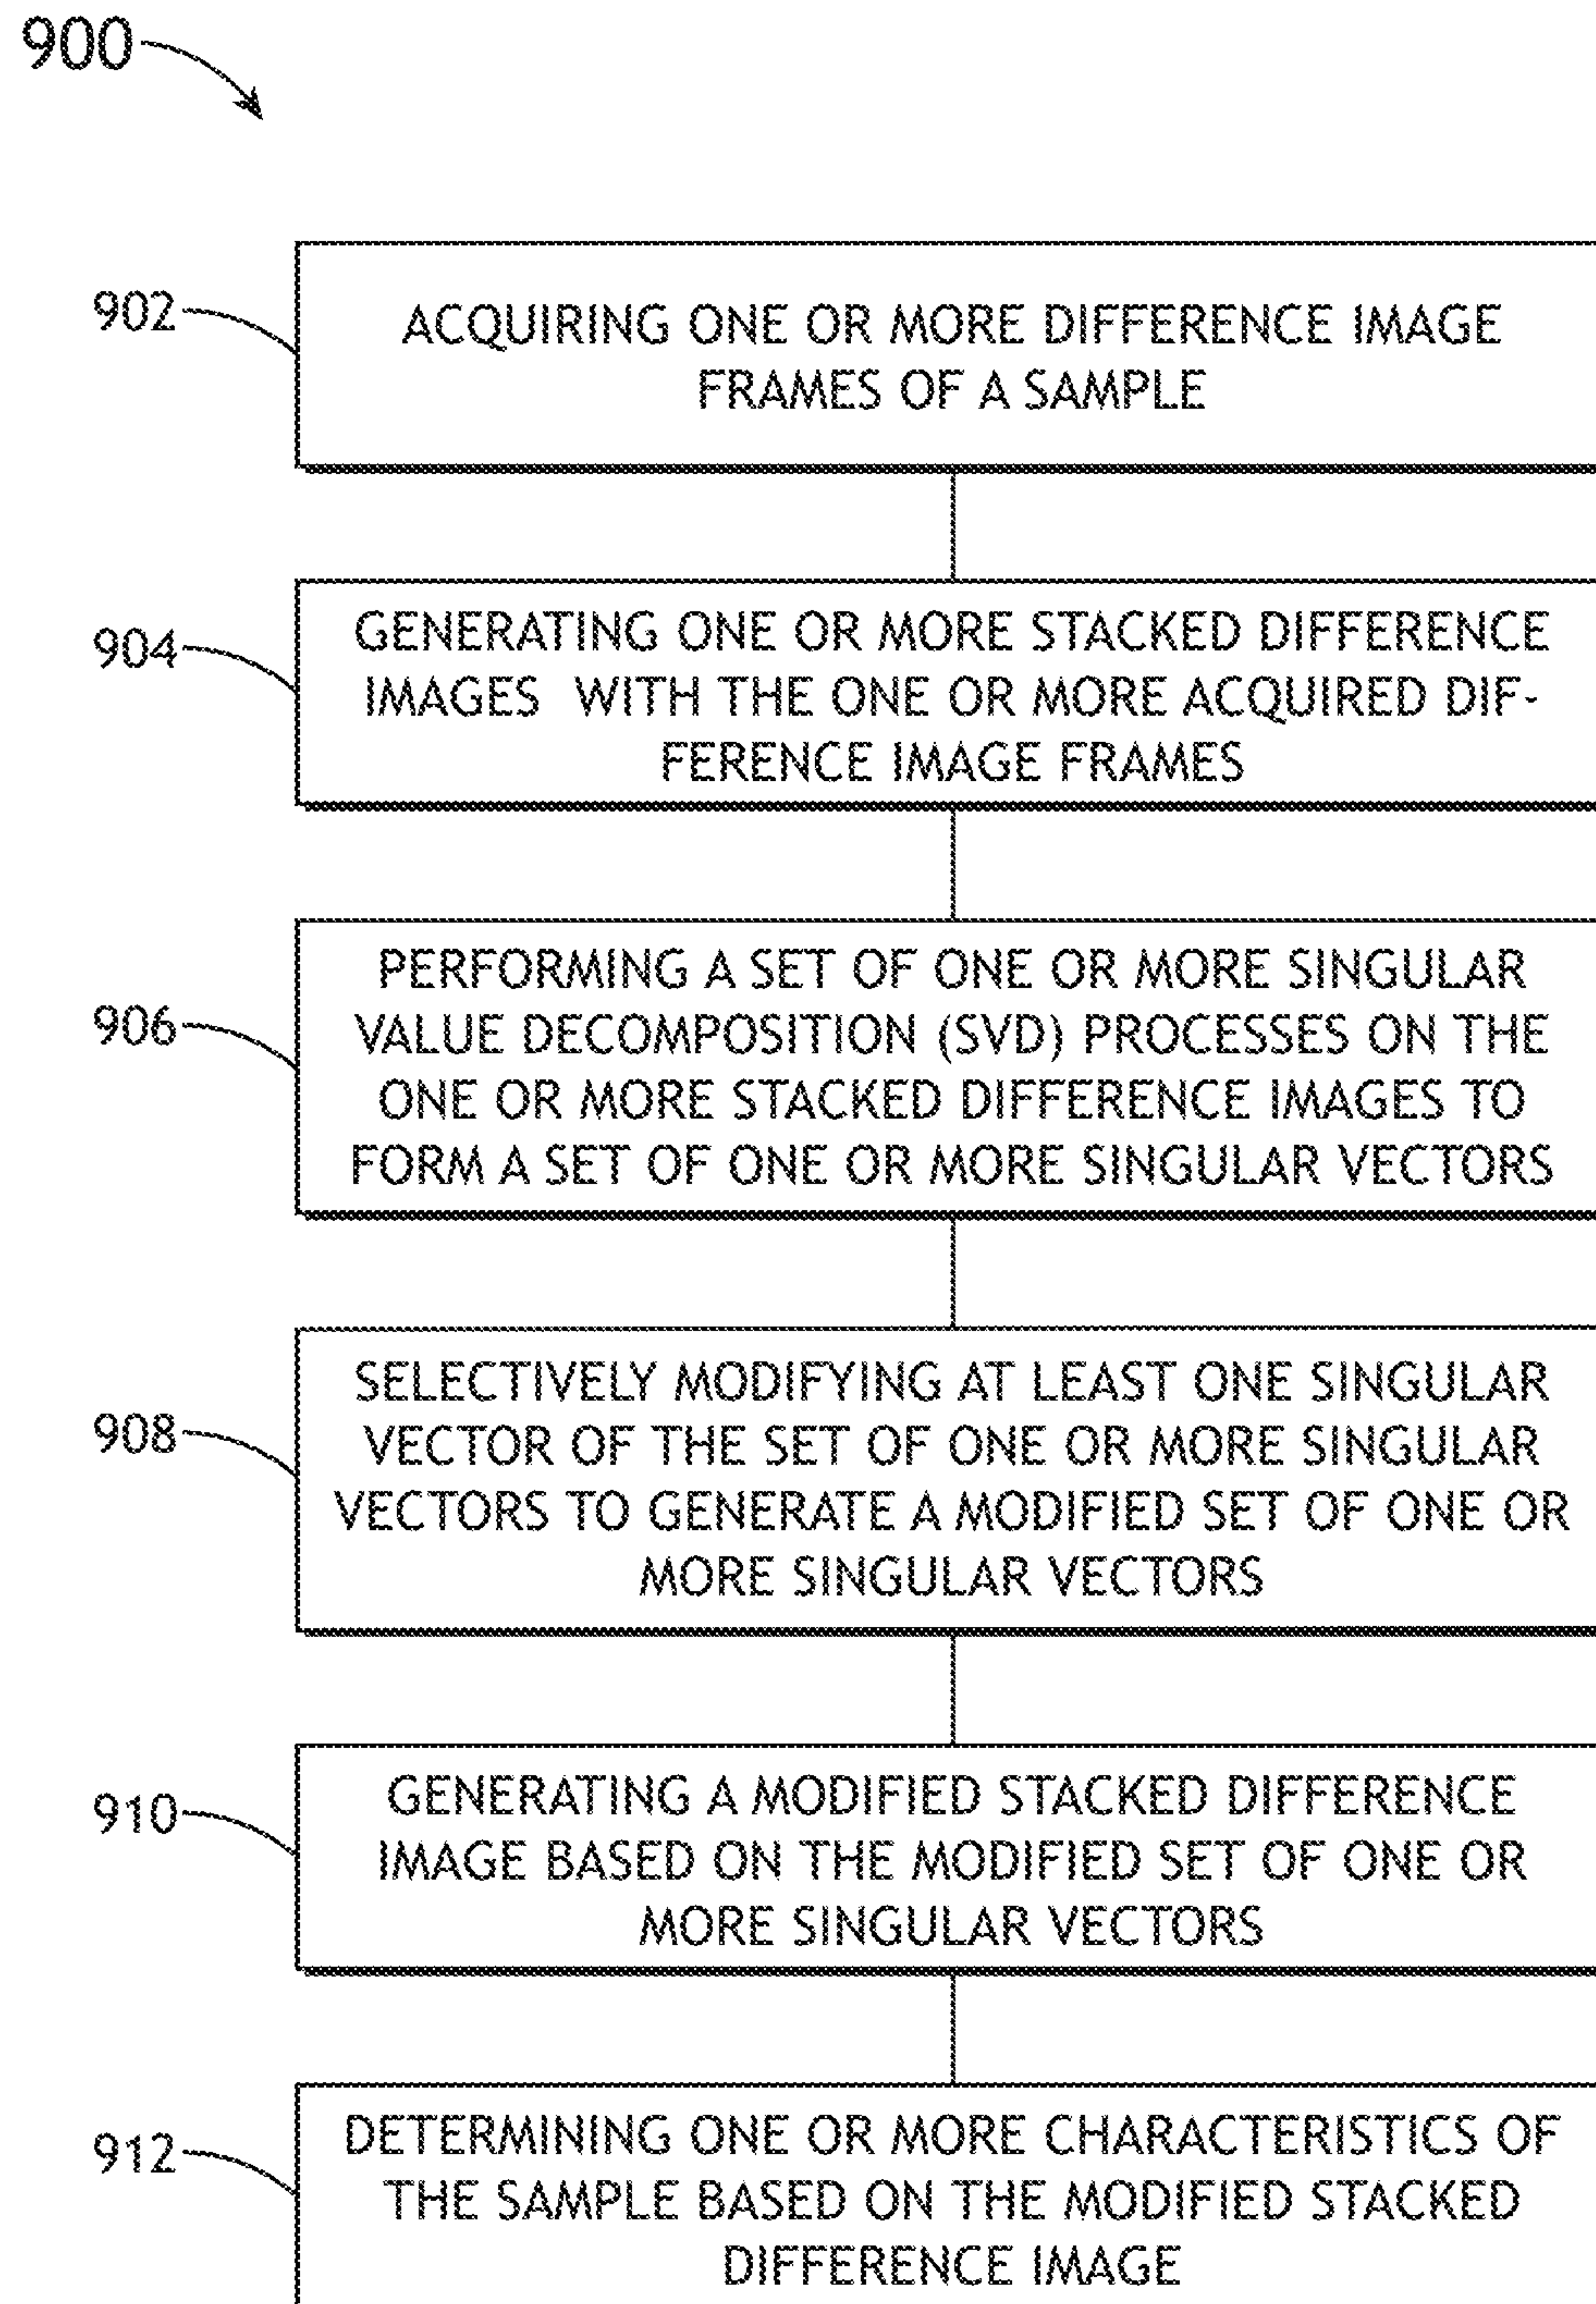 900
902
ACQUIRING ONE OR MORE DIFFERENCE IMAGE
FRAMES OF A SAMPLE
904
GENERATING ONE OR MORE STACKED DIFFERENCE
IMAGES WITH THE ONE OR MORE ACQUIRED DIF-
FERENCE IMAGE FRAMES
906
PERFORMING A SET OF ONE OR MORE SINGULAR
VALUE DECOMPOSITION (SVD) PROCESSES ON THE
ONE OR MORE STACKED DIFFERENCE IMAGES TO
FORM A SET OF ONE OR MORE SINGULAR VECTORS
908
SELECTIVELY MODIFYING AT LEAST ONE SINGULAR
VECTOR OF THE SET OF ONE OR MORE SINGULAR
VECTORS TO GENERATE A MODIFIED SET OF ONE OR
MORE SINGULAR VECTORS
910
GENERATING A MODIFIED STACKED DIFFERENCE
IMAGE BASED ON THE MODIFIED SET OF ONE OR
MORE SINGULAR VECTORS
912
DETERMINING ONE OR MORE CHARACTERISTICS OF
THE SAMPLE BASED ON THE MODIFIED STACKED
DIFFERENCE IMAGE